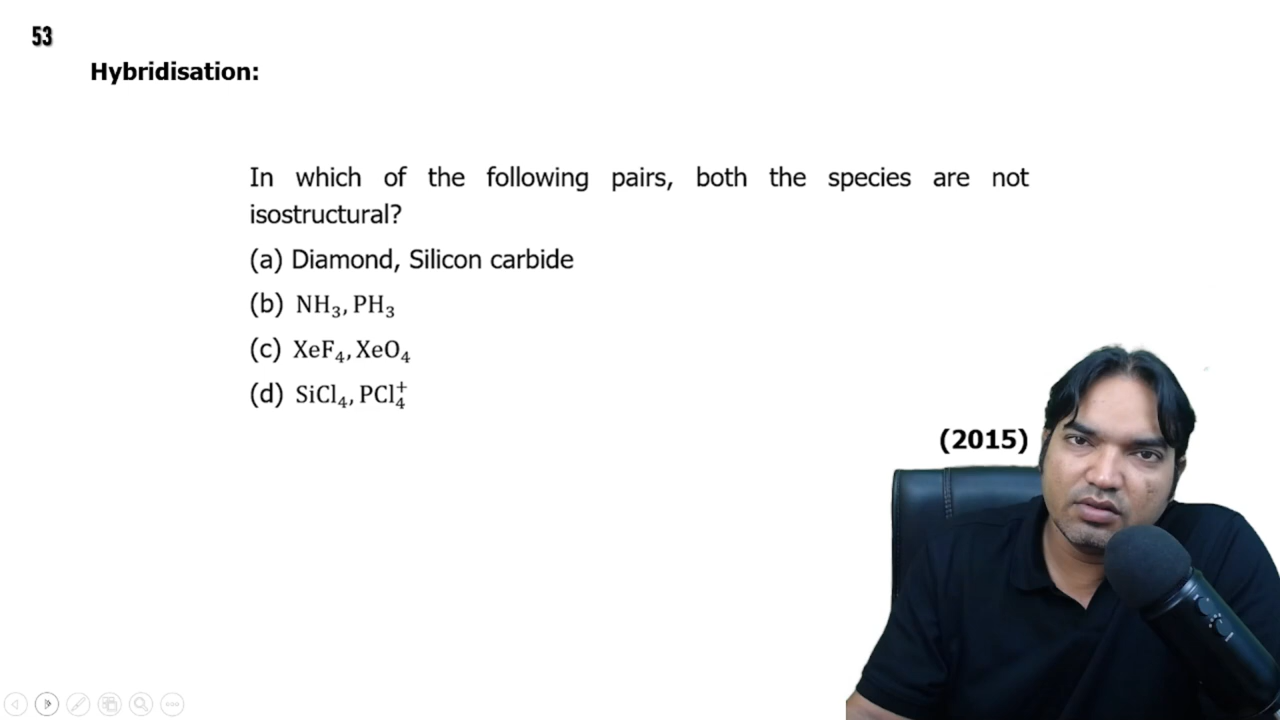 53
Hybridisation:
In which of the following pairs, both the species are not
isostructural?
(a) Diamond, Silicon carbide
(b) NH₃, PH₃
(c) XeF₄, XeO₄
(d) SiCl₄, PCl₄⁺
(2015)